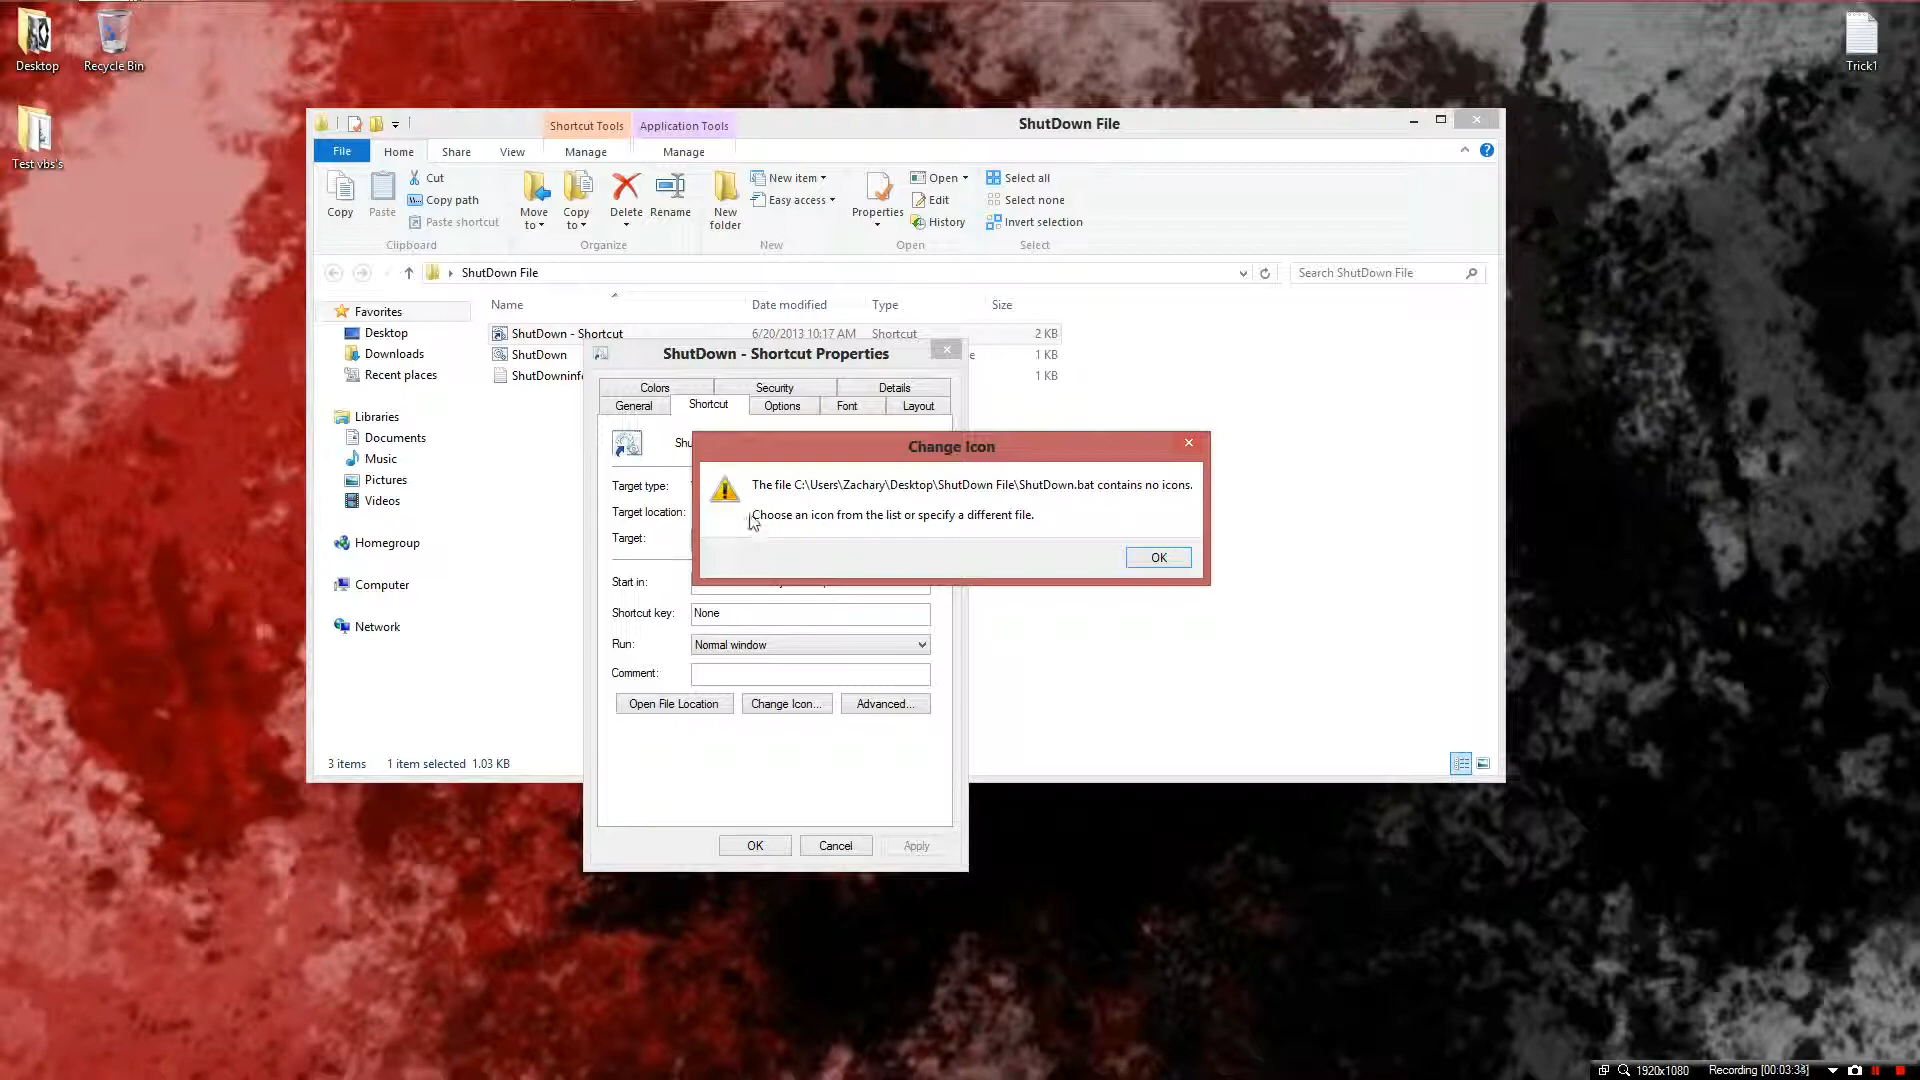 Desktop
Recycle Bin
Trick1
Test vbs's
Shortcut Tools
Application Tools
ShutDown File
File
Home
Share
View
Manage
Manage
Copy
Paste
Cut
Copy path
Paste shortcut
Clipboard
Move to
Copy to
Delete
Rename
Organize
New folder
New item
Easy access
New
Properties
Open
Edit
History
Open
Select all
Select none
Invert selection
Select
ShutDown File
Search ShutDown File
Name
Date modified
Type
Size
Favorites
Desktop
Downloads
Recent places
Libraries
Documents
Music
Pictures
Videos
Homegroup
Computer
Network
ShutDown - Shortcut
6/20/2013 10:17 AM
Shortcut
2 KB
ShutDown
1 KB
1 KB
ShutDown - Shortcut Properties
Colors
Security
Details
General
Shortcut
Options
Font
Layout
Target type:
Target location:
Target:
Start in:
Shortcut key:
None
Run:
Normal window
Comment:
Open File Location
Change Icon...
Advanced...
OK
Cancel
Apply
Change Icon
The file C:\Users\Zachary\Desktop\ShutDown File\ShutDown.bat contains no icons.
Choose an icon from the list or specify a different file.
OK
3 items
1 item selected 1.03 KB
1920x1080
Recording [00:03:34]